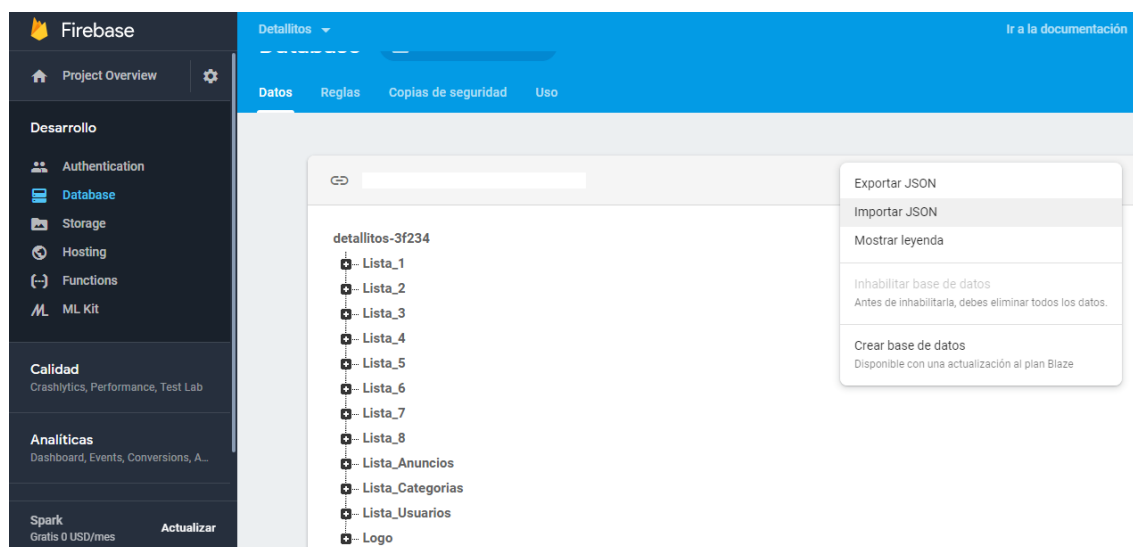 Firebase
Project Overview
Desarrollo
Authentication
Database
Storage
Hosting
Functions
ML Kit
Calidad
Crashlytics, Performance, Test Lab
Analíticas
Dashboard, Events, Conversions, A...
Spark
Gratis 0 USD/mes
Actualizar
Detallitos
Ir a la documentación
Datos Reglas Copias de seguridad Uso
detallitos-3f234
Lista_1
Lista_2
Lista_3
Lista_4
Lista_5
Lista_6
Lista_7
Lista_8
Lista_Anuncios
Lista_Categorias
Lista_Usuarios
Logo
Exportar JSON
Importar JSON
Mostrar leyenda
Inhabilitar base de datos
Antes de inhabilitarla, debes eliminar todos los datos.
Crear base de datos
Disponible con una actualización al plan Blaze